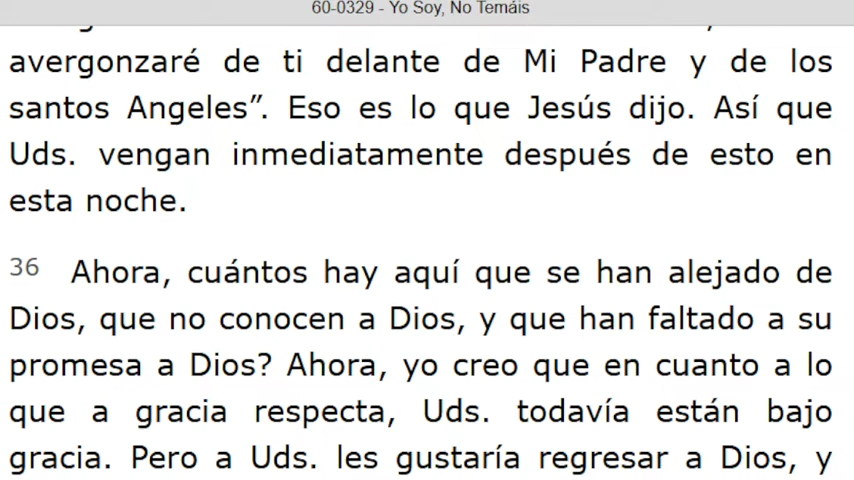 60-0329 - Yo Soy, No Temáis
avergonzaré de ti delante de Mi Padre y de los
santos Angeles”. Eso es lo que Jesús dijo. Así que
Uds. vengan inmediatamente después de esto en
esta noche.
36 Ahora, cuántos hay aquí que se han alejado de
Dios, que no conocen a Dios, y que han faltado a su
promesa a Dios? Ahora, yo creo que en cuanto a lo
que a gracia respecta, Uds. todavía están bajo
gracia. Pero a Uds. les gustaría regresar a Dios, y